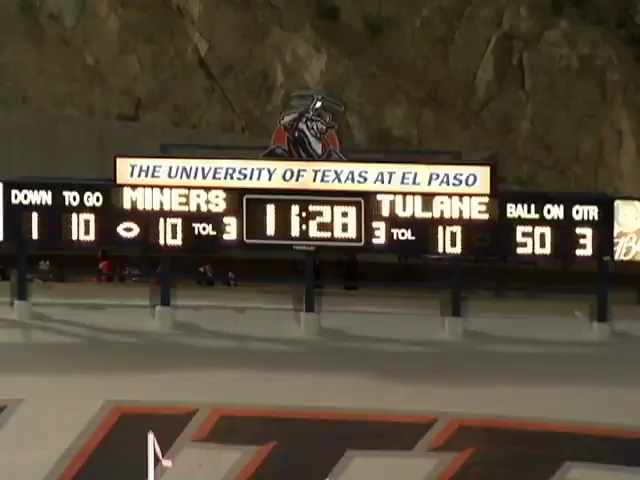 THE UNIVERSITY OF TEXAS AT EL PASO
DOWN TO GO MINERS 11:28 TULANE BALL ON QTR
1 10 10 TOL 3 3 TOL 10 50 3